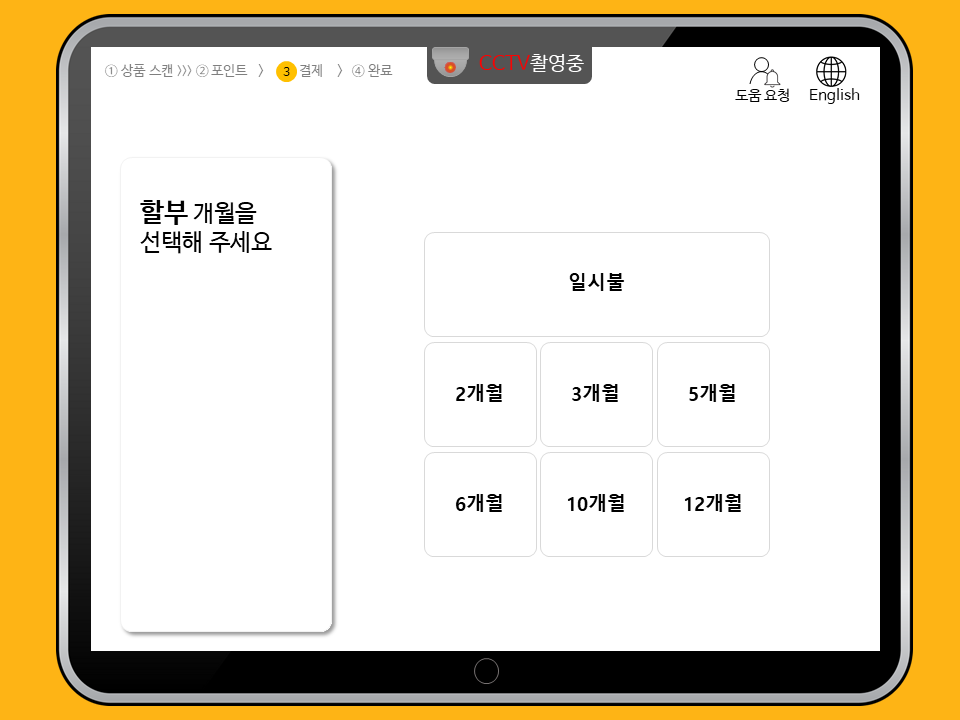 ① 상품 스캔 >>> ② 포인트 > 3 결제 > ④ 완료
CCTV촬영중
도움 요청
English
할부 개월을
선택해 주세요
일시불
2개월 3개월 5개월
6개월 10개월 12개월